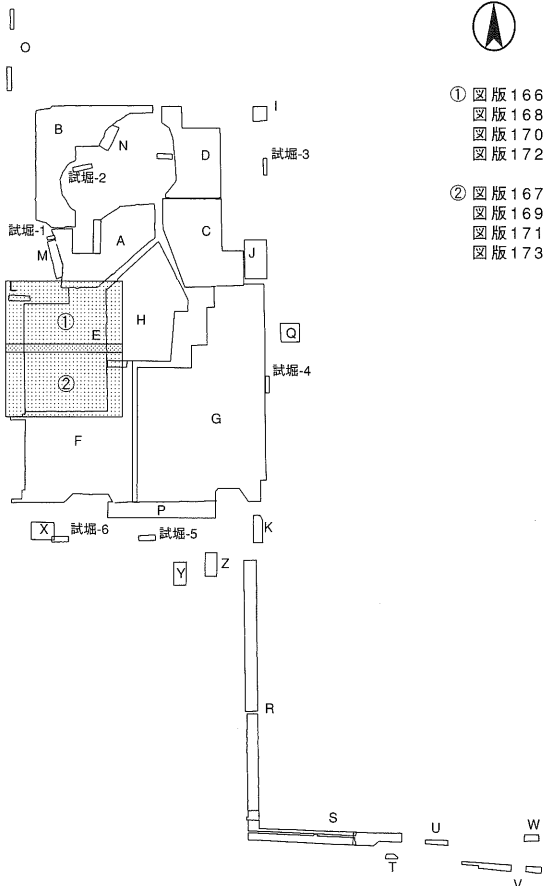 O
① 図版166
図版168
図版170
図版172
② 図版167
図版169
図版171
図版173
I
B
N
D
試堀-3
試堀-2
試堀-1
A
C
M
J
L
①
E
H
Q
②
試堀-4
G
F
P
X
試堀-6
試堀-5
K
Y
Z
R
S
U
W
T
V